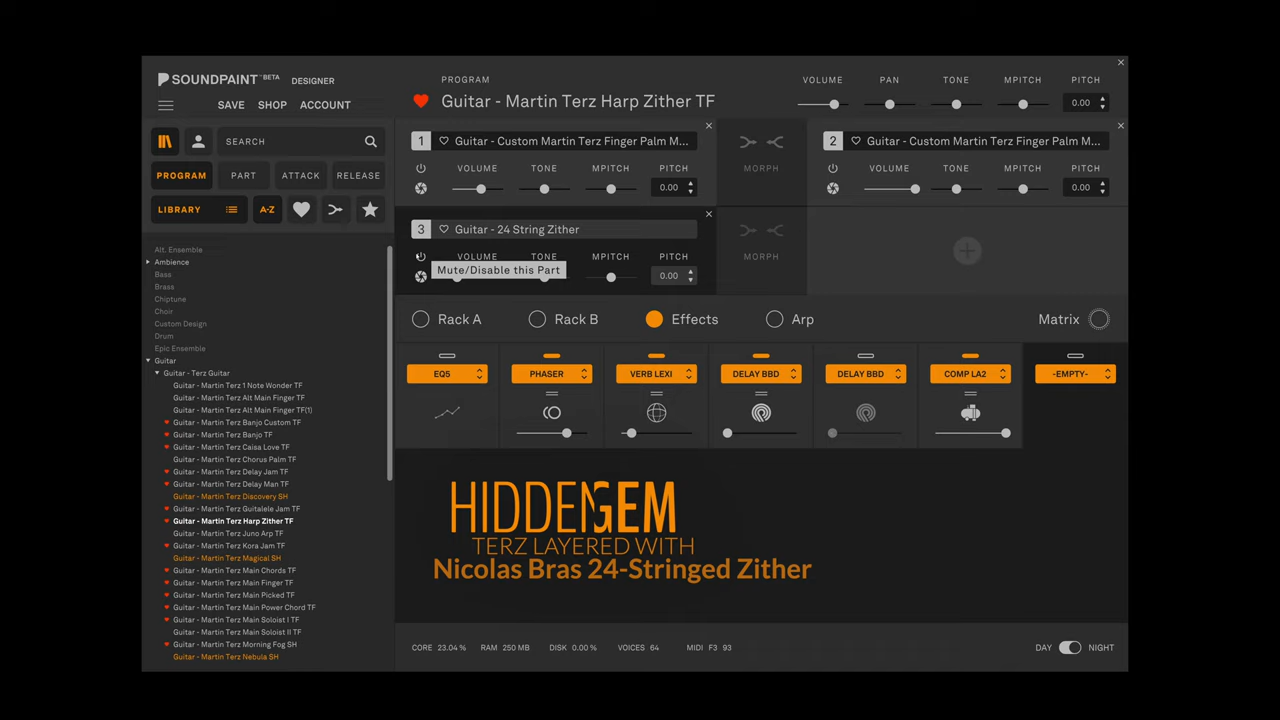 SOUNDPAINT™BETA DESIGNER
SAVE SHOP ACCOUNT
SEARCH
PROGRAM PART ATTACK RELEASE
LIBRARY A-Z
Alt. Ensemble
Ambience
Bass
Brass
Chiptune
Choir
Custom Design
Drum
Epic Ensemble
Guitar
Guitar - Terz Guitar
Guitar - Martin Terz 1 Note Wonder TF
Guitar - Martin Terz Alt Main Finger TF
Guitar - Martin Terz Alt Main Finger TF(1)
Guitar - Martin Terz Banjo Custom TF
Guitar - Martin Terz Banjo TF
Guitar - Martin Terz Caisa Love TF
Guitar - Martin Terz Chorus Palm TF
Guitar - Martin Terz Delay Jam TF
Guitar - Martin Terz Delay Man TF
Guitar - Martin Terz Discovery SH
Guitar - Martin Terz Guitalele Jam TF
Guitar - Martin Terz Harp Zither TF
Guitar - Martin Terz Juno Arp TF
Guitar - Martin Terz Kora Jam TF
Guitar - Martin Terz Magical SH
Guitar - Martin Terz Main Chords TF
Guitar - Martin Terz Main Finger TF
Guitar - Martin Terz Main Picked TF
Guitar - Martin Terz Main Power Chord TF
Guitar - Martin Terz Main Soloist I TF
Guitar - Martin Terz Main Soloist II TF
Guitar - Martin Terz Morning Fog SH
Guitar - Martin Terz Nebula SH
PROGRAM
Guitar - Martin Terz Harp Zither TF
VOLUME PAN TONE MPITCH PITCH
0.00
1 Guitar - Custom Martin Terz Finger Palm M...
VOLUME TONE MPITCH PITCH
0.00
MORPH
2 Guitar - Custom Martin Terz Finger Palm M...
VOLUME TONE MPITCH PITCH
0.00
3 Guitar - 24 String Zither
VOLUME TONE MPITCH PITCH
Mute/Disable this Part
0.00
MORPH
Rack A Rack B Effects Arp Matrix
EQ5 PHASER VERB LEXI DELAY BBD DELAY BBD COMP LA2 -EMPTY-
HIDDENGEM
TERZ LAYERED WITH
Nicolas Bras 24-Stringed Zither
CORE 23.04 % RAM 250 MB DISK 0.00 % VOICES 64 MIDI F3 93 DAY NIGHT